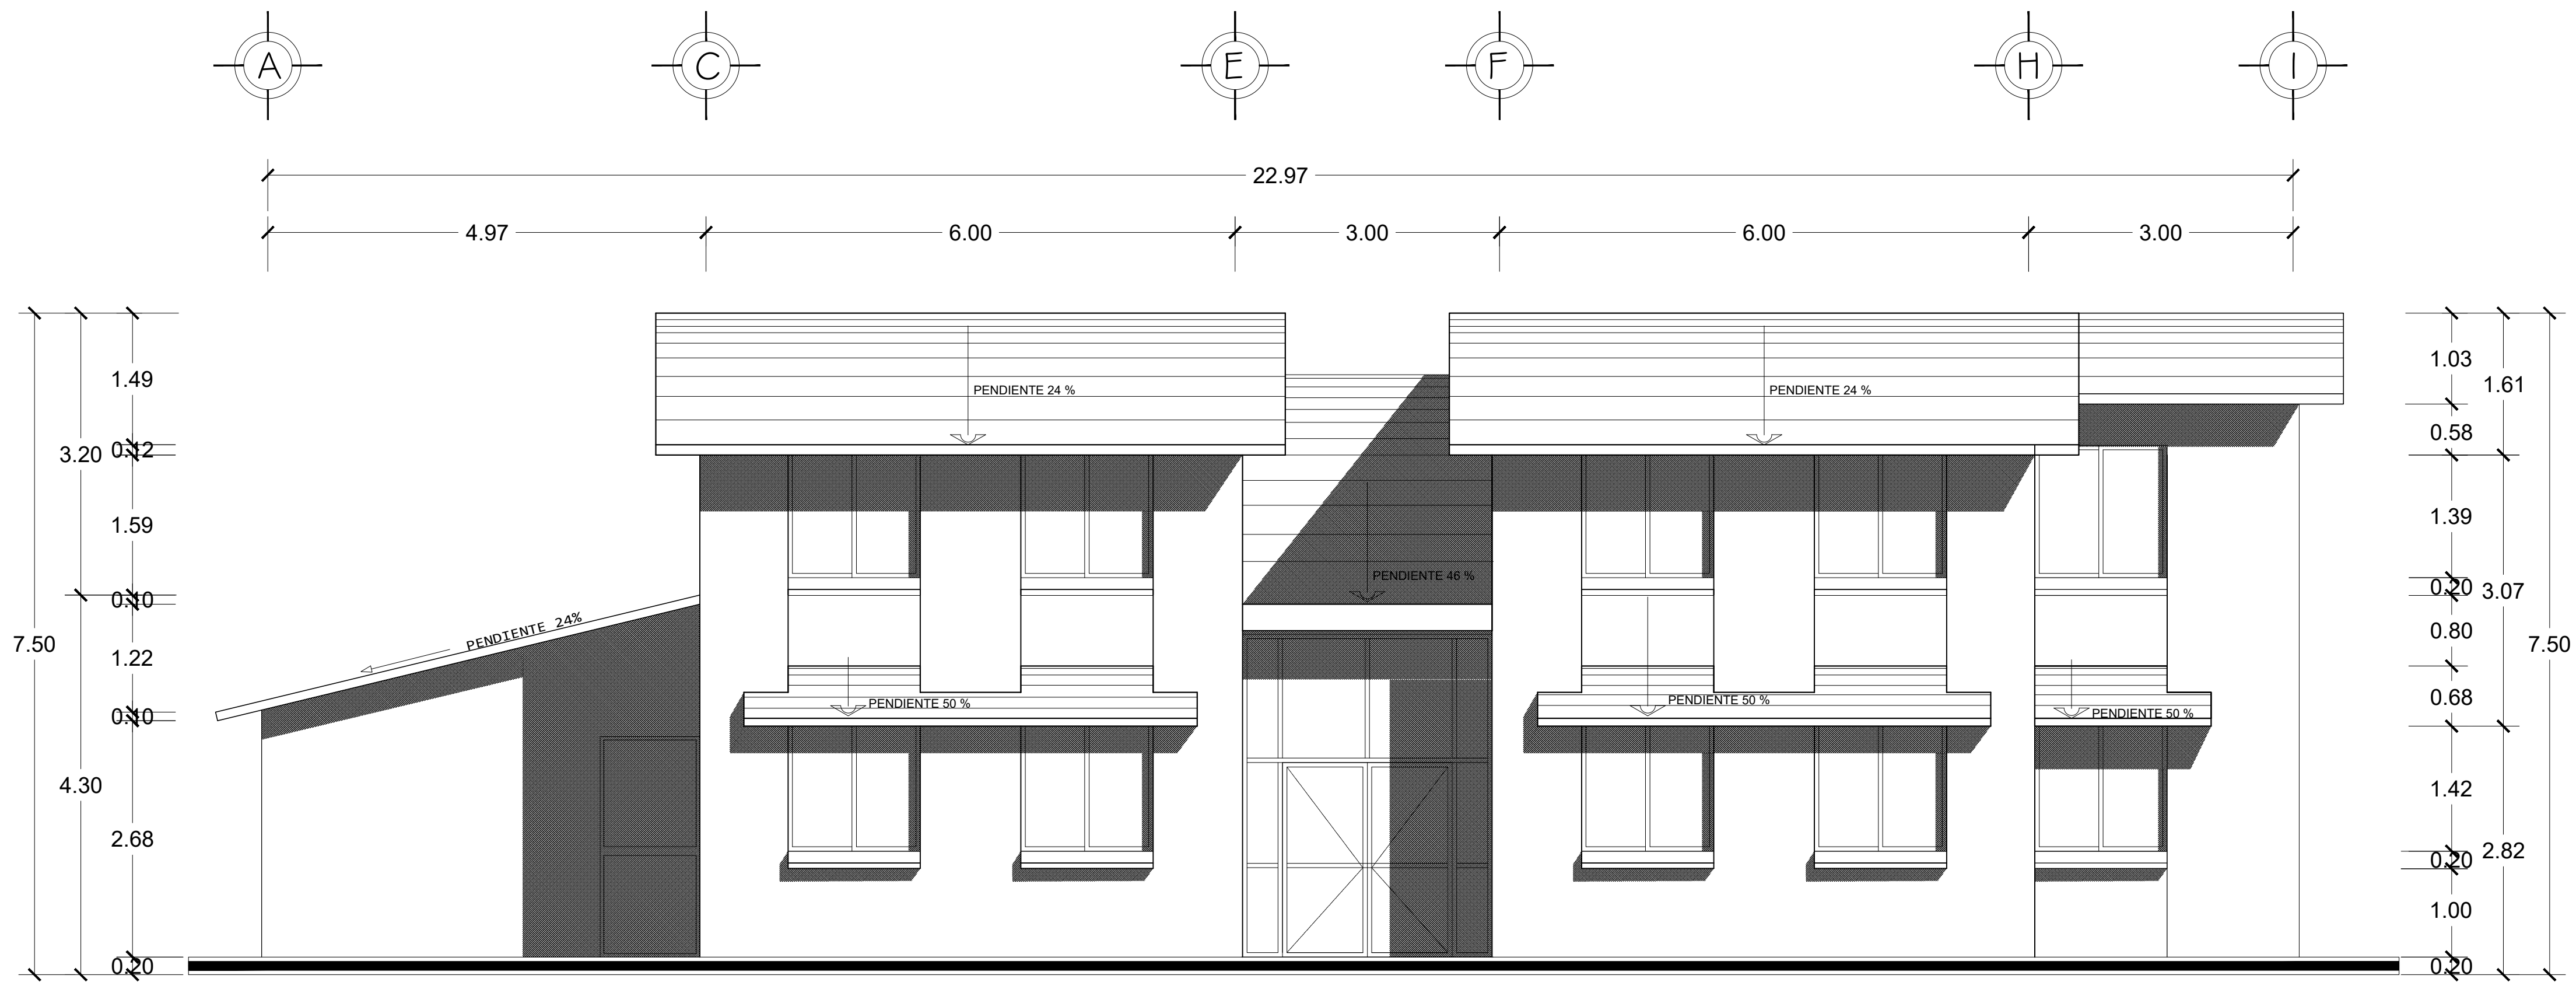 A
C
E
F
H
I
22.97
4.97
6.00
3.00
6.00
3.00
7.50
3.20
4.30
1.49
0.12
1.59
0.10
1.22
0.10
2.68
0.20
PENDIENTE 24%
PENDIENTE 24 %
PENDIENTE 50 %
PENDIENTE 46 %
PENDIENTE 24 %
PENDIENTE 50 %
PENDIENTE 50 %
1.03
0.58
1.39
0.20
0.80
0.68
1.42
0.20
1.00
0.20
1.61
3.07
2.82
7.50